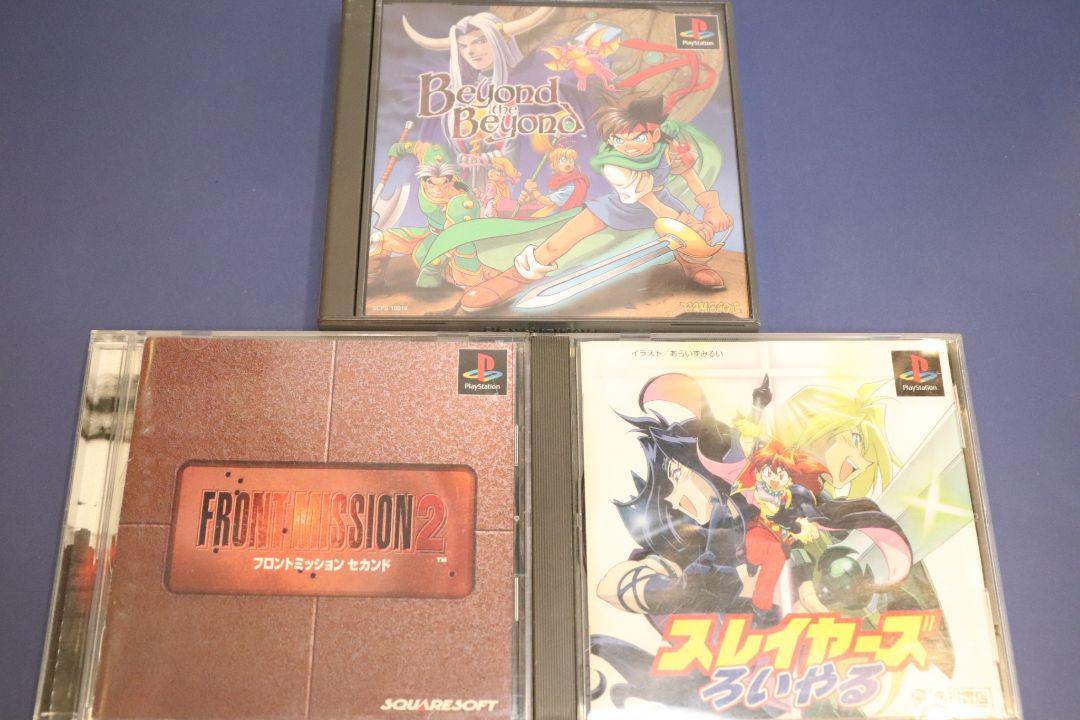 PlayStation
Beyond
the
Beyond
SCPS 10014
PlayStation
FRONT MISSION 2
フロントミッション セカンド
TM
SQUARESOFT
イラスト/あらいずみるい
PlayStation
スレイヤーズ
ろいやる